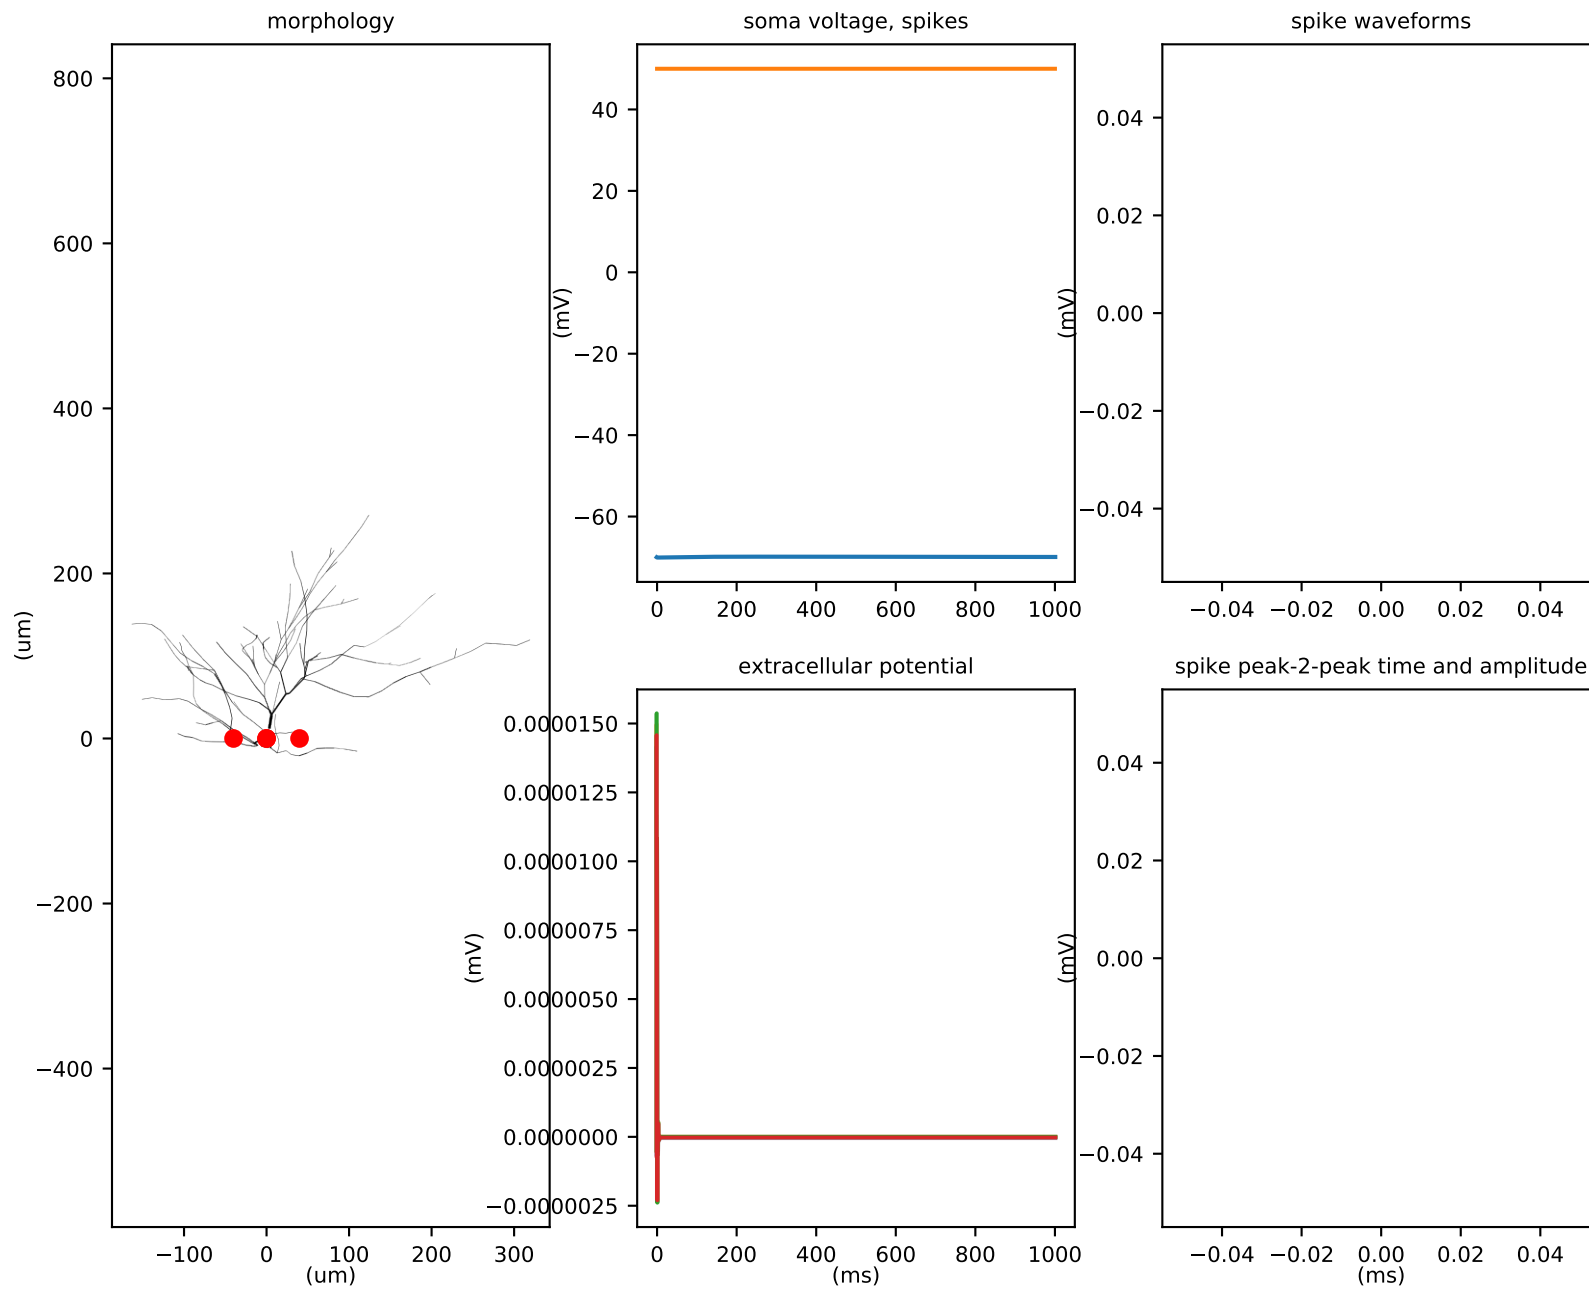 morphology
800
600
400
200
0
−200
−400
(um)
−100 0 100 200 300
(um)
soma voltage, spikes
40
20
0
−20
−40
−60
(mV)
0 200 400 600 800 1000
spike waveforms
0.04
0.02
0.00
−0.02
−0.04
(mV)
−0.04 −0.02 0.00 0.02 0.04
extracellular potential
0.0000150
0.0000125
0.0000100
0.0000075
0.0000050
0.0000025
0.0000000
−0.0000025
(mV)
0 200 400 600 800 1000
(ms)
spike peak-2-peak time and amplitude
0.04
0.02
0.00
−0.02
−0.04
(mV)
−0.04 −0.02 0.00 0.02 0.04
(ms)